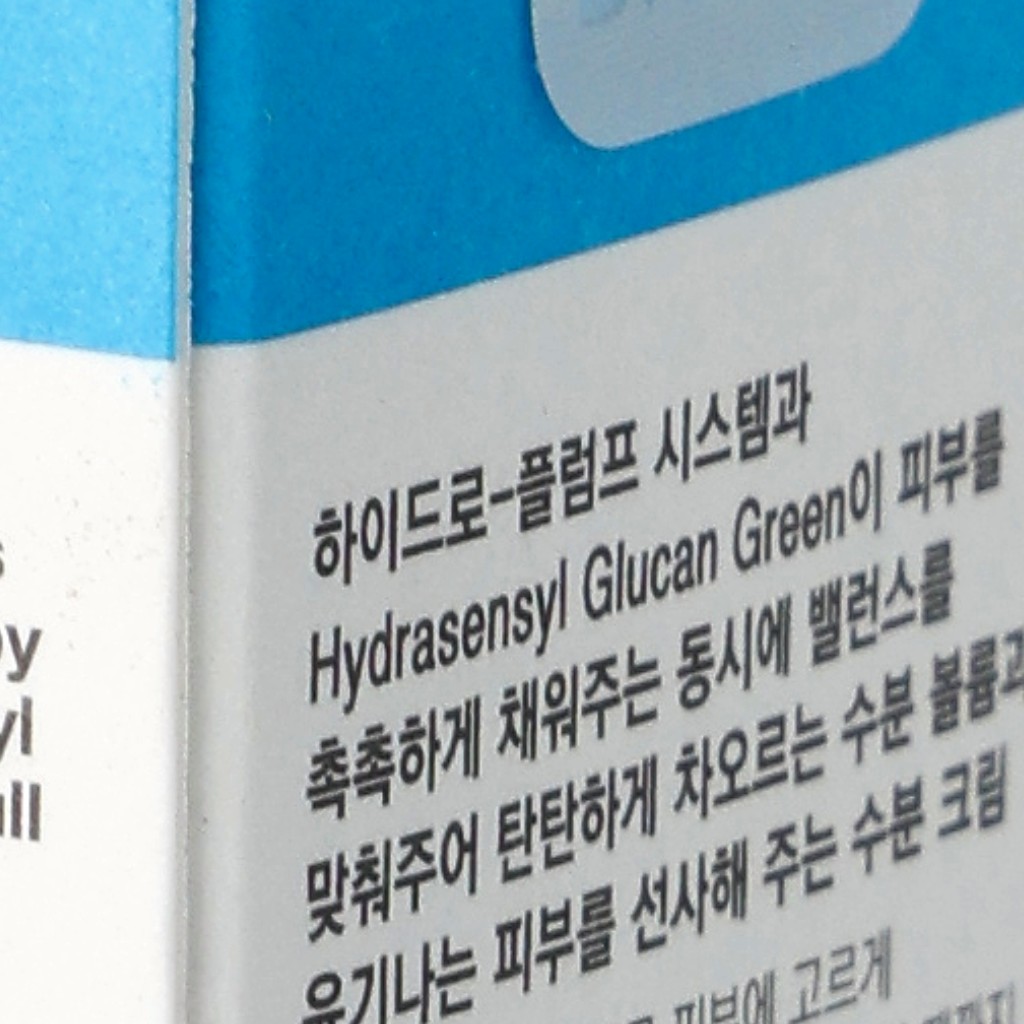 하이드로-플럼프 시스템과
Hydrasensyl Glucan Green이 피부를
촉촉하게 채워주는 동시에 밸런스를
맞춰주어 탄탄하게 차오르는 수분 볼륨과
윤기나는 피부를 선사해 주는 수분 크림
피부에 고르게